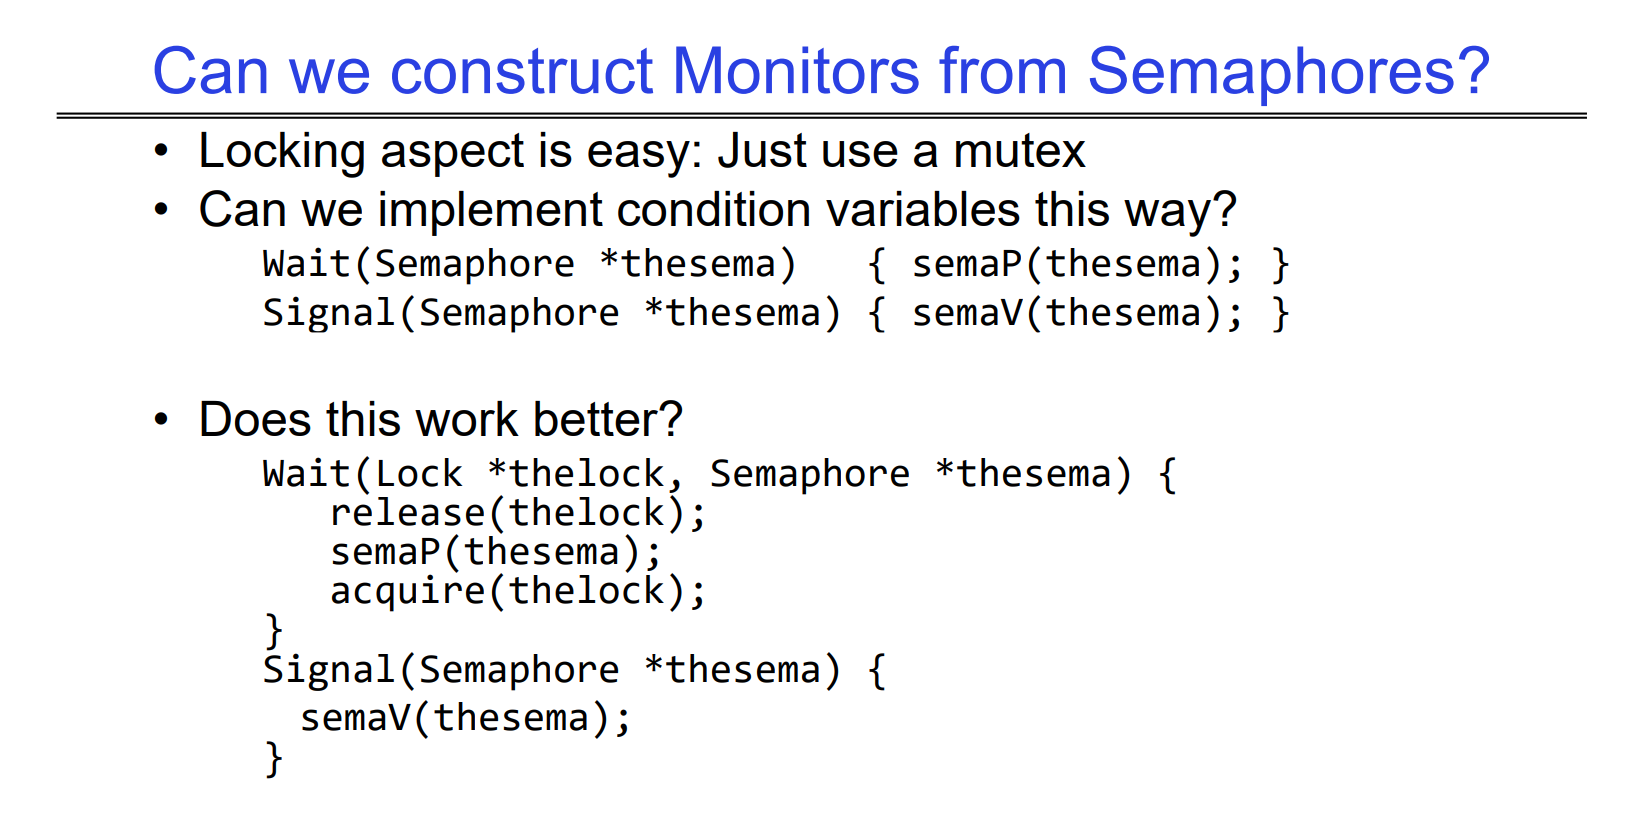 Can we construct Monitors from Semaphores?
• Locking aspect is easy: Just use a mutex
• Can we implement condition variables this way?
Wait(Semaphore *thesema)   { semaP(thesema); }
Signal(Semaphore *thesema) { semaV(thesema); }
• Does this work better?
Wait(Lock *thelock, Semaphore *thesema) {
   release(thelock);
   semaP(thesema);
   acquire(thelock);
}
Signal(Semaphore *thesema) {
  semaV(thesema);
}